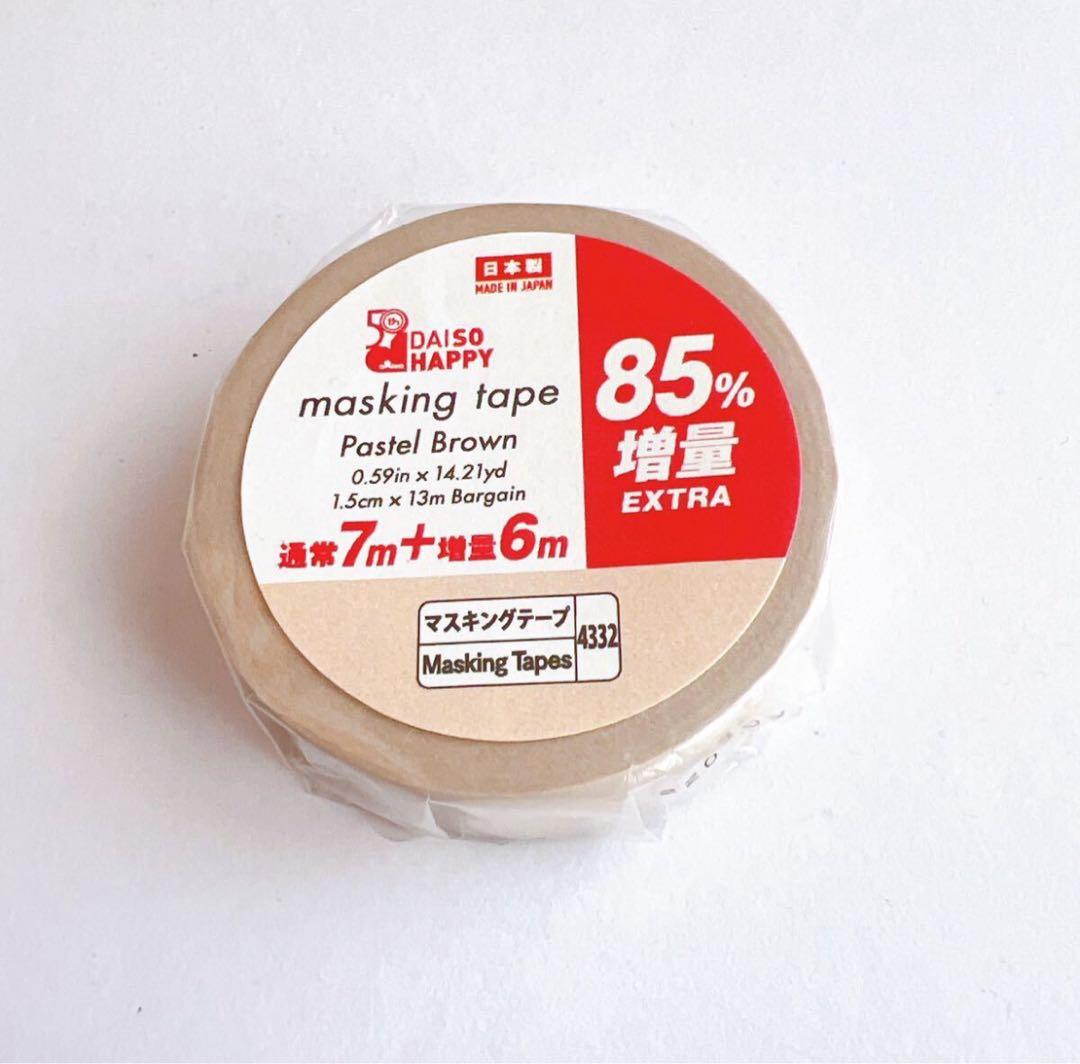 日本製
MADE IN JAPAN
50th
DAISO
HAPPY
masking tape
Pastel Brown
0.59in x 14.21yd
1.5cm x 13m Bargain
通常7m+増量6m
85%
増量
EXTRA
マスキングテープ
Masking Tapes
4332